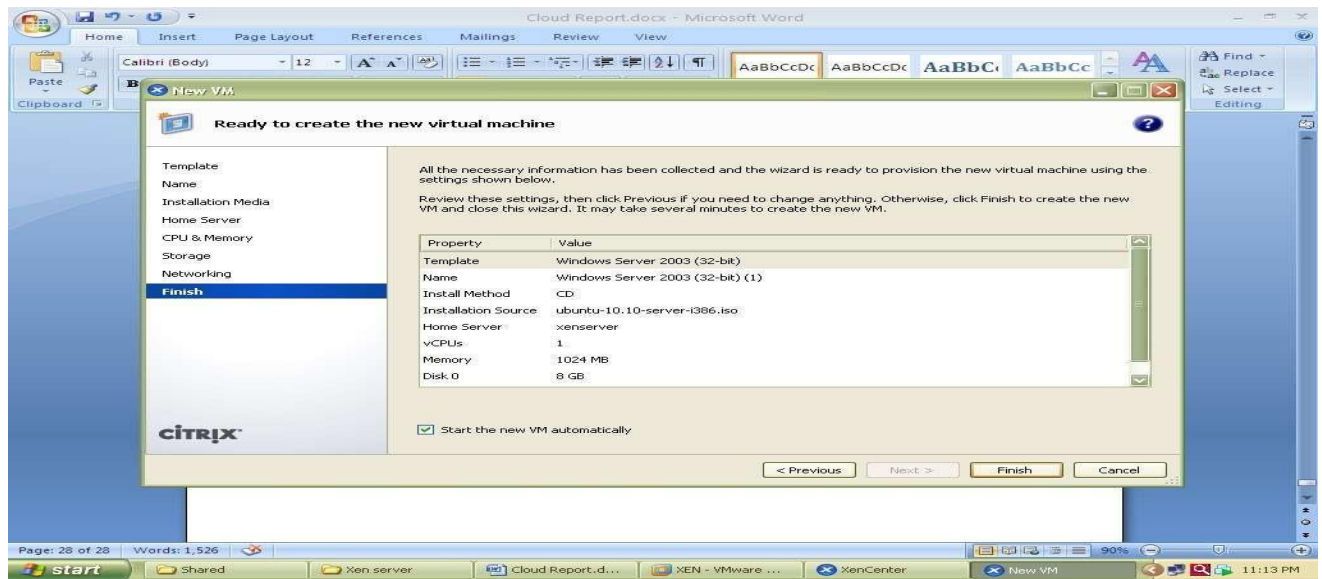 Cloud Report.docx - Microsoft Word
Home Insert Page Layout References Mailings Review View
Calibri (Body) 12
Paste
Clipboard
B
AaBbCcDc AaBbCcDc AaBbC AaBbCc
Find
Replace
Select
Editing
New VM
Ready to create the new virtual machine
Template
Name
Installation Media
Home Server
CPU & Memory
Storage
Networking
Finish
CITRIX
All the necessary information has been collected and the wizard is ready to provision the new virtual machine using the
settings shown below.
Review these settings, then click Previous if you need to change anything. Otherwise, click Finish to create the new
VM and close this wizard. It may take several minutes to create the new VM.
Property Value
Template Windows Server 2003 (32-bit)
Name Windows Server 2003 (32-bit) (1)
Install Method CD
Installation Source ubuntu-10.10-server-i386.iso
Home Server xenserver
vCPUs 1
Memory 1024 MB
Disk 0 8 GB
Start the new VM automatically
< Previous Next > Finish Cancel
Page: 28 of 28 Words: 1,526 90%
start Shared Xen server Cloud Report.d... XEN - VMware ... XenCenter New VM 11:13 PM